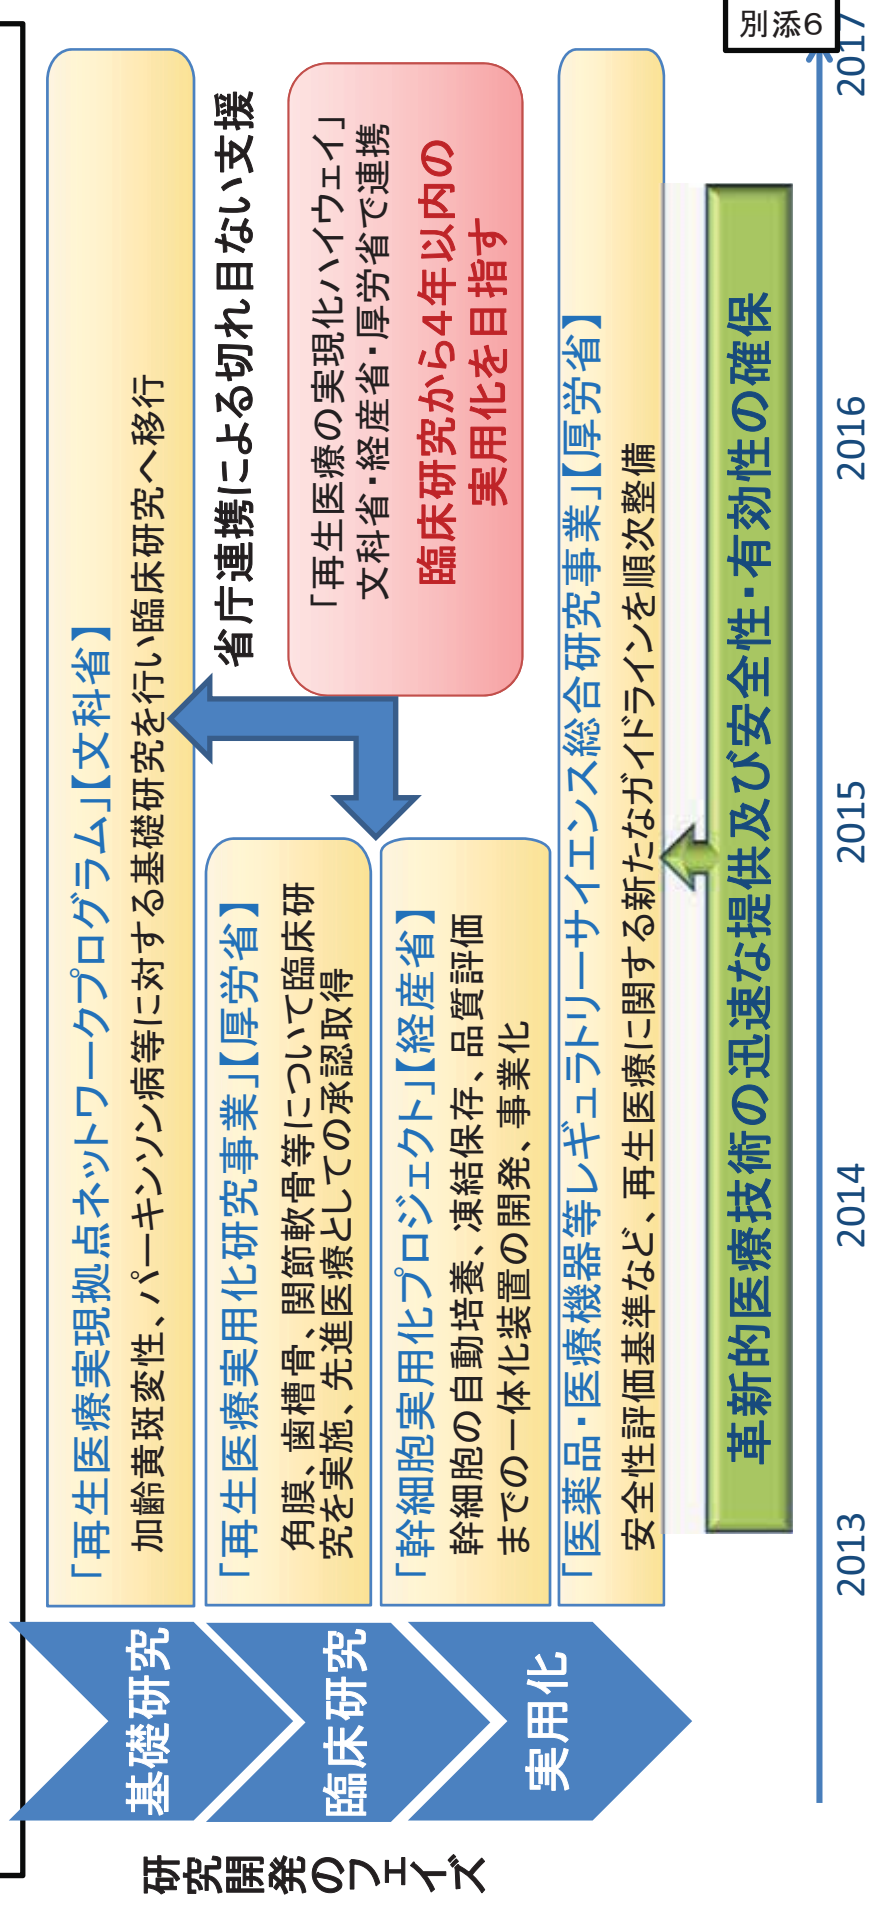 別添6
研究開発のフェイズ
基礎研究
臨床研究
実用化
「再生医療実現拠点ネットワークプログラム」【文科省】
加齢黄斑変性、パーキンソン病等に対する基礎研究を行い臨床研究へ移行
「再生医療実用化研究事業」【厚労省】
角膜、歯槽骨、関節軟骨等について臨床研
究を実施、先進医療としての承認取得
「幹細胞実用化プロジェクト」【経産省】
幹細胞の自動培養、凍結保存、品質評価
までの一体化装置の開発、事業化
省庁連携による切れ目ない支援
「再生医療の実現化ハイウェイ」
文科省・経産省・厚労省で連携
臨床研究から4年以内の
実用化を目指す
「医薬品・医療機器等レギュラトリーサイエンス総合研究事業」【厚労省】
安全性評価基準など、再生医療に関する新たなガイドラインを順次整備
革新的医療技術の迅速な提供及び安全性・有効性の確保
2013
2014
2015
2016
2017